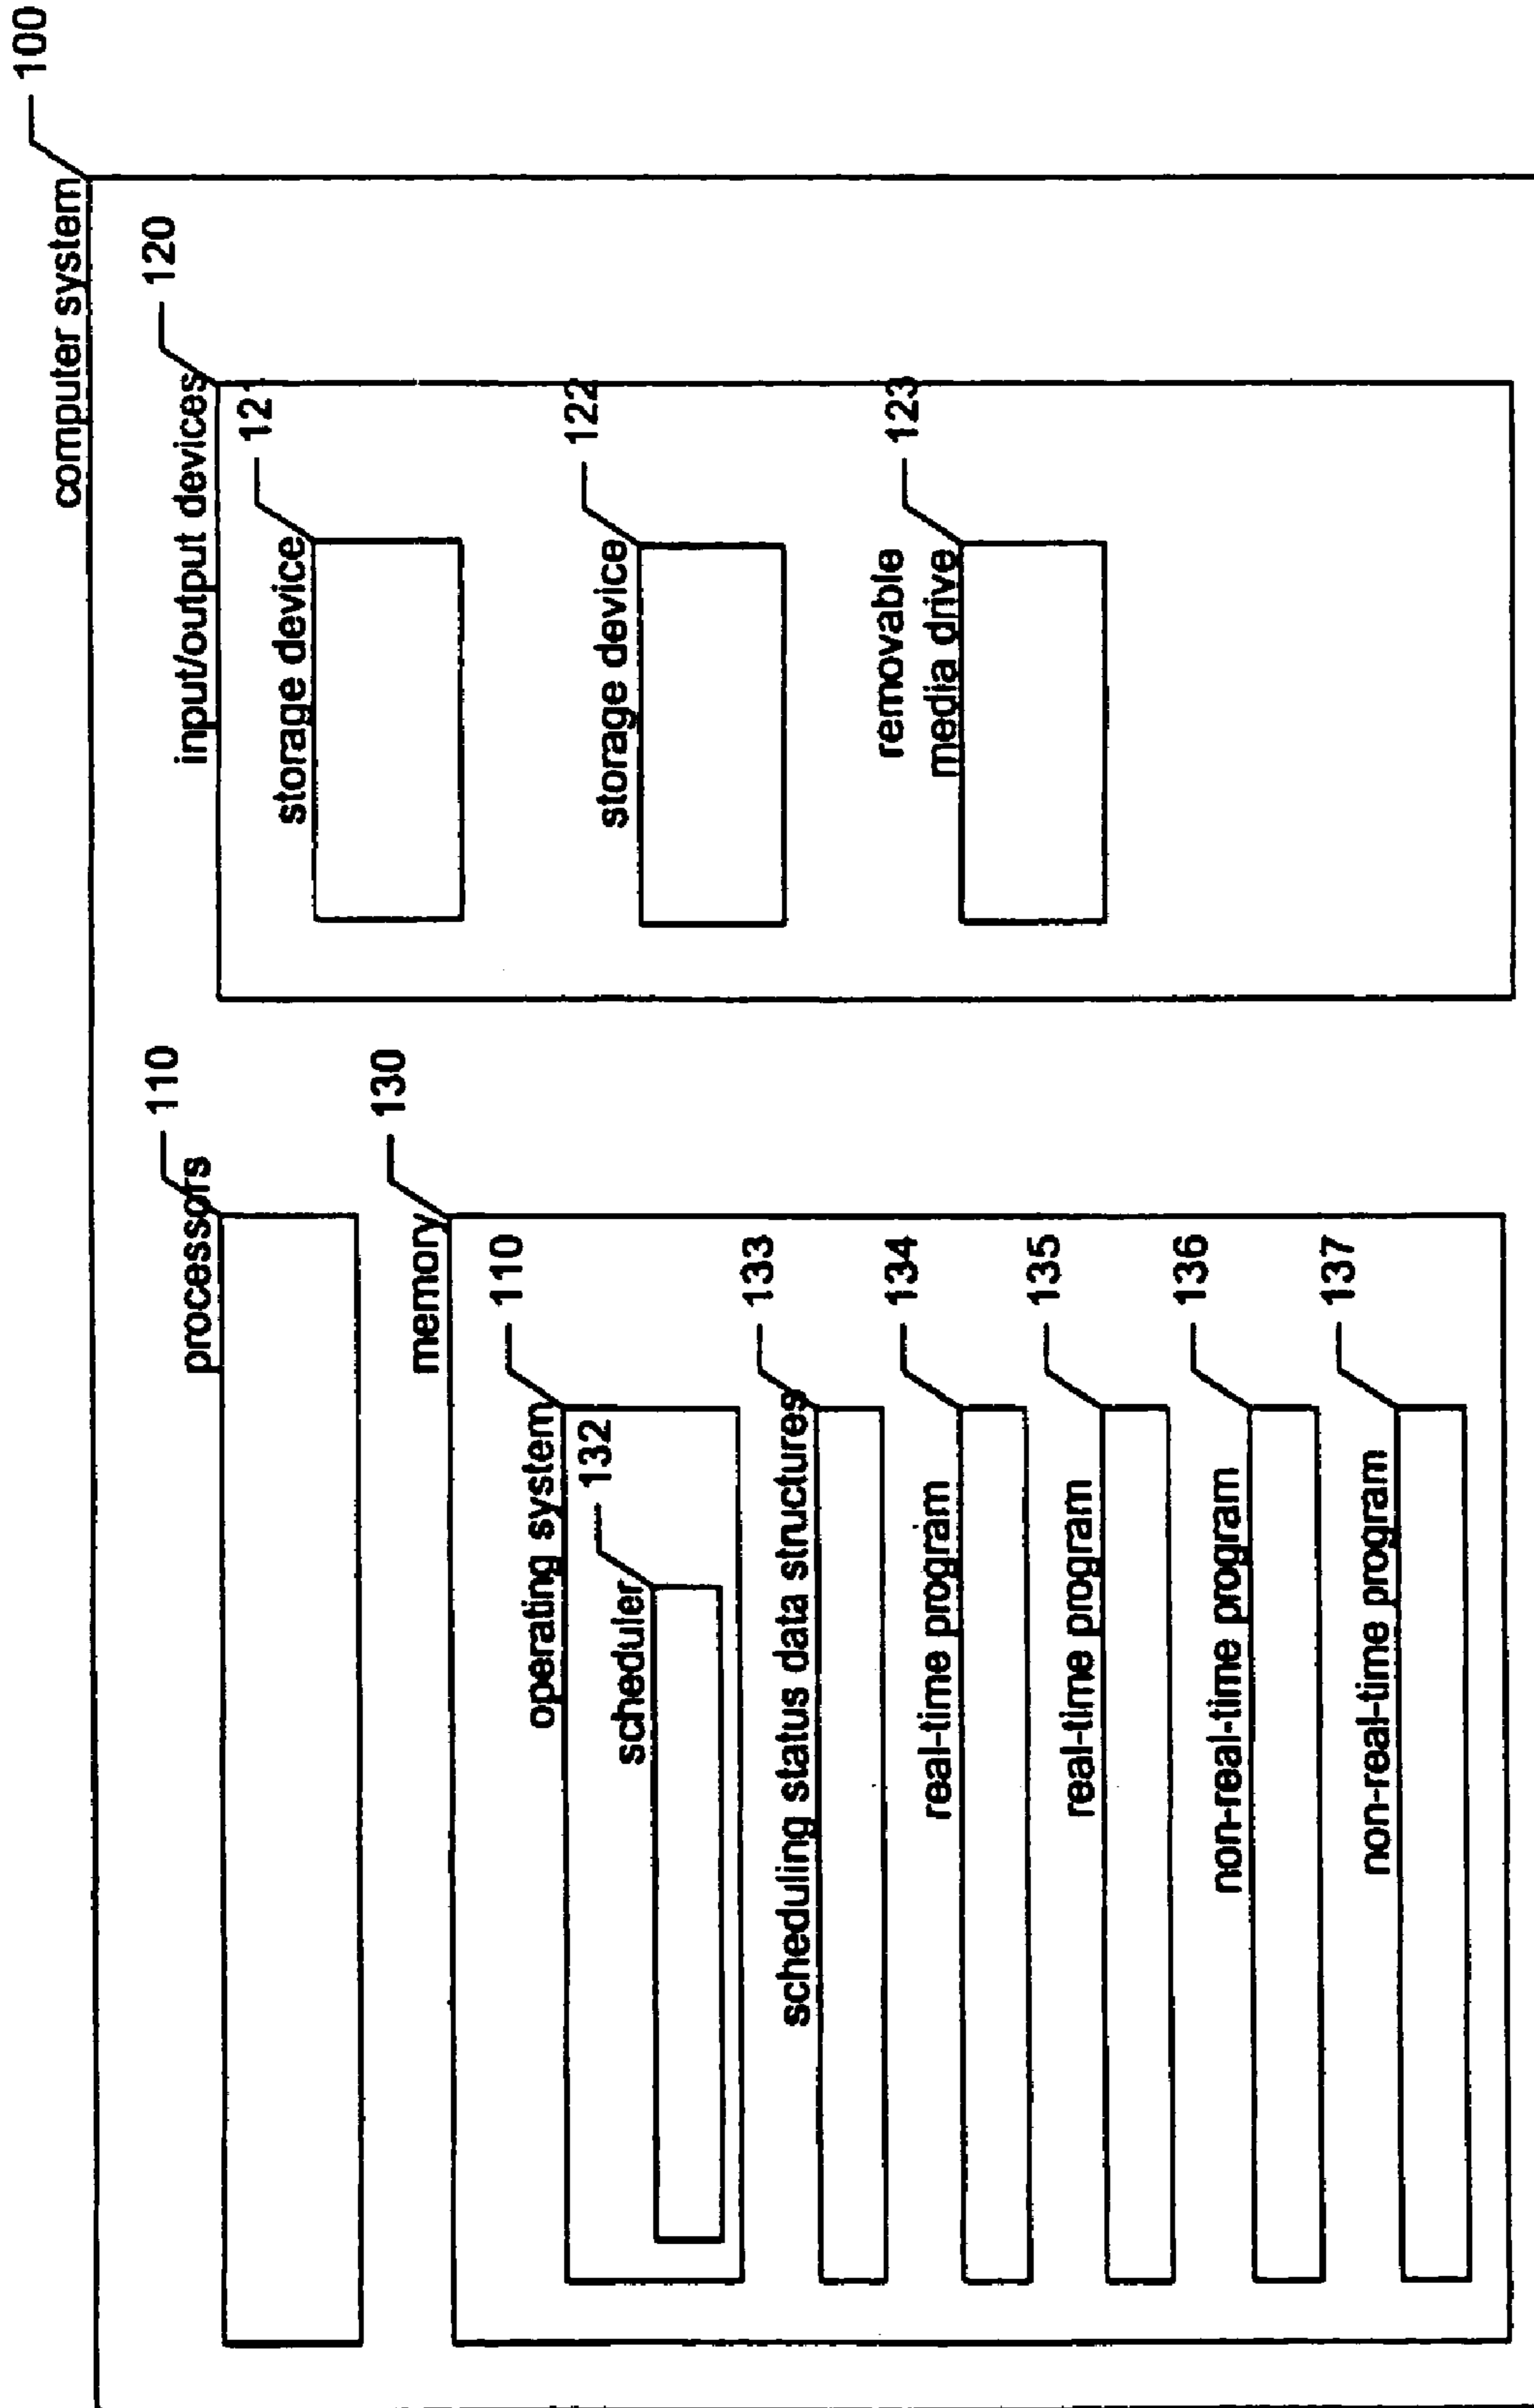 100
computer system
110
processors
130
memory
110
operating system
132
scheduler
133
scheduling status data structures
134
real-time program
135
real-time program
136
non-real-time program
137
non-real-time program
120
input/output devices
121
storage device
122
storage device
123
removable
media drive